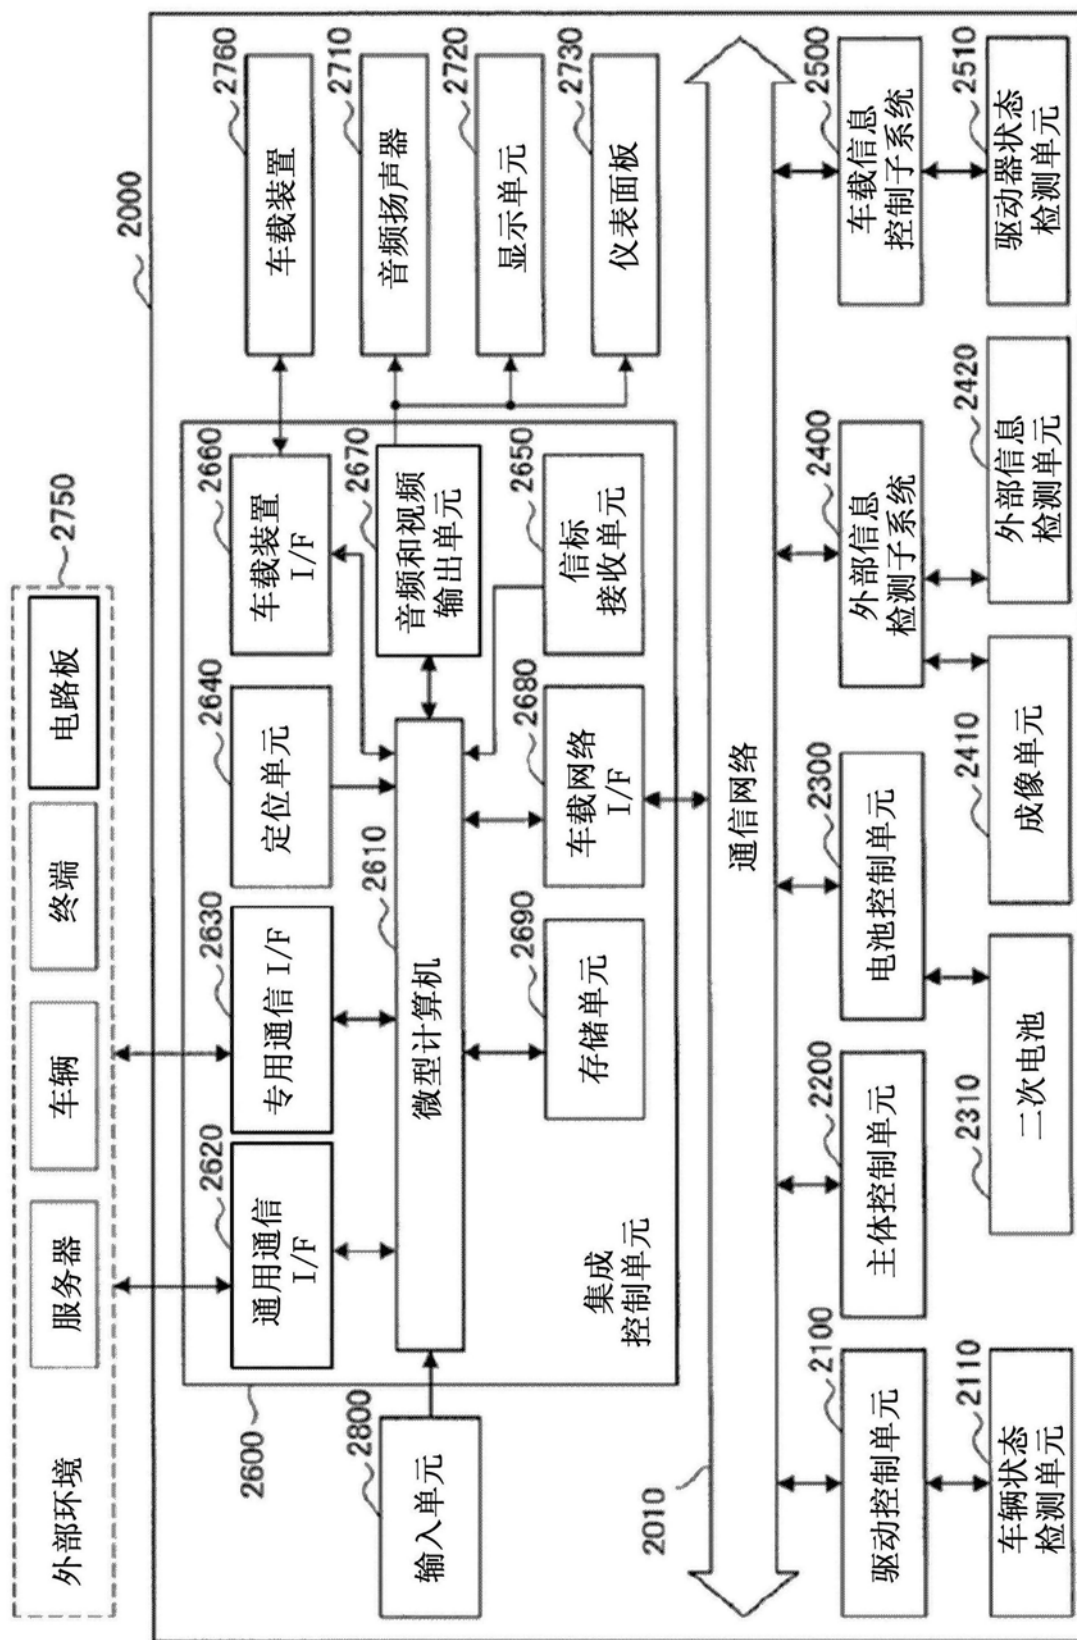 外部环境
服务器
车辆
终端
电路板
2750
2000
2600
2620
通用通信
I/F
2630
专用通信 I/F
2640
定位单元
2660
车载装置
I/F
2760
车载装置
2800
输入单元
2610
微型计算机
2670
音频和视频
输出单元
2710
音频扬声器
2720
显示单元
2730
仪表面板
集成
控制单元
2690
存储单元
2680
车载网络
I/F
2650
信标
接收单元
2010
通信网络
2100
驱动控制单元
2200
主体控制单元
2300
电池控制单元
2400
外部信息
检测子系统
2500
车载信息
控制子系统
2110
车辆状态
检测单元
2310
二次电池
2410
成像单元
2420
外部信息
检测单元
2510
驱动器状态
检测单元